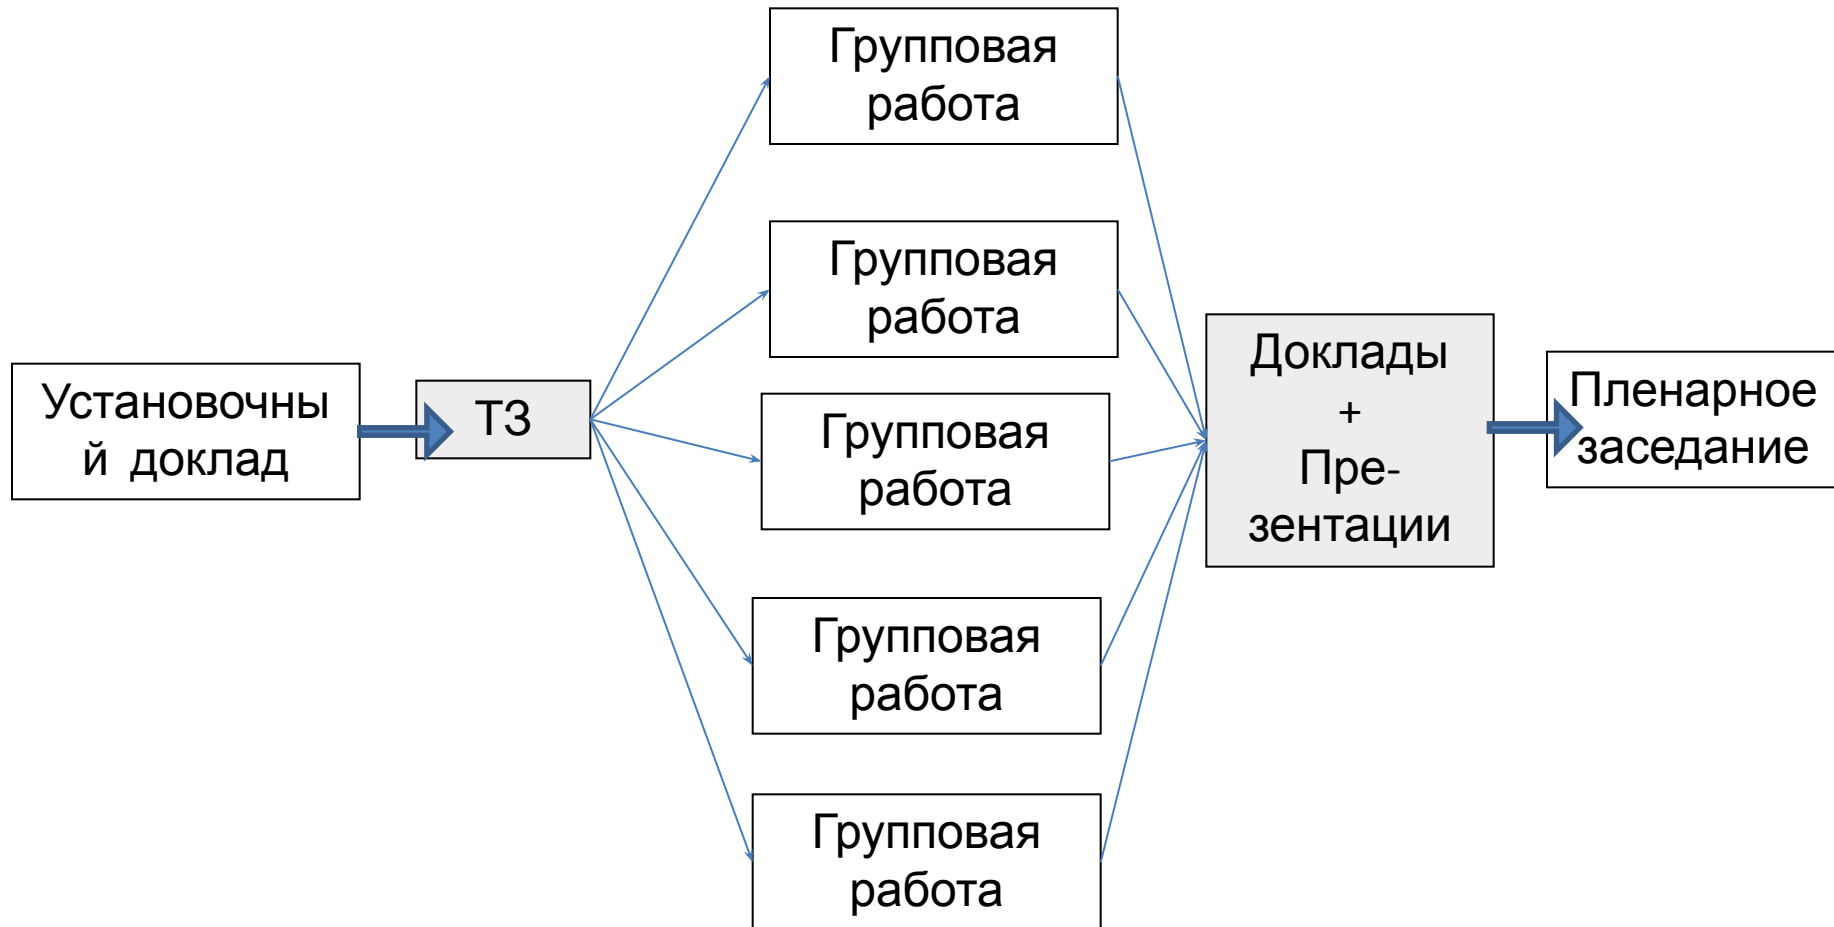 Установочны
й доклад
ТЗ
Групповая
работа
Групповая
работа
Групповая
работа
Групповая
работа
Групповая
работа
Доклады
+
Пре-
зентации
Пленарное
заседание